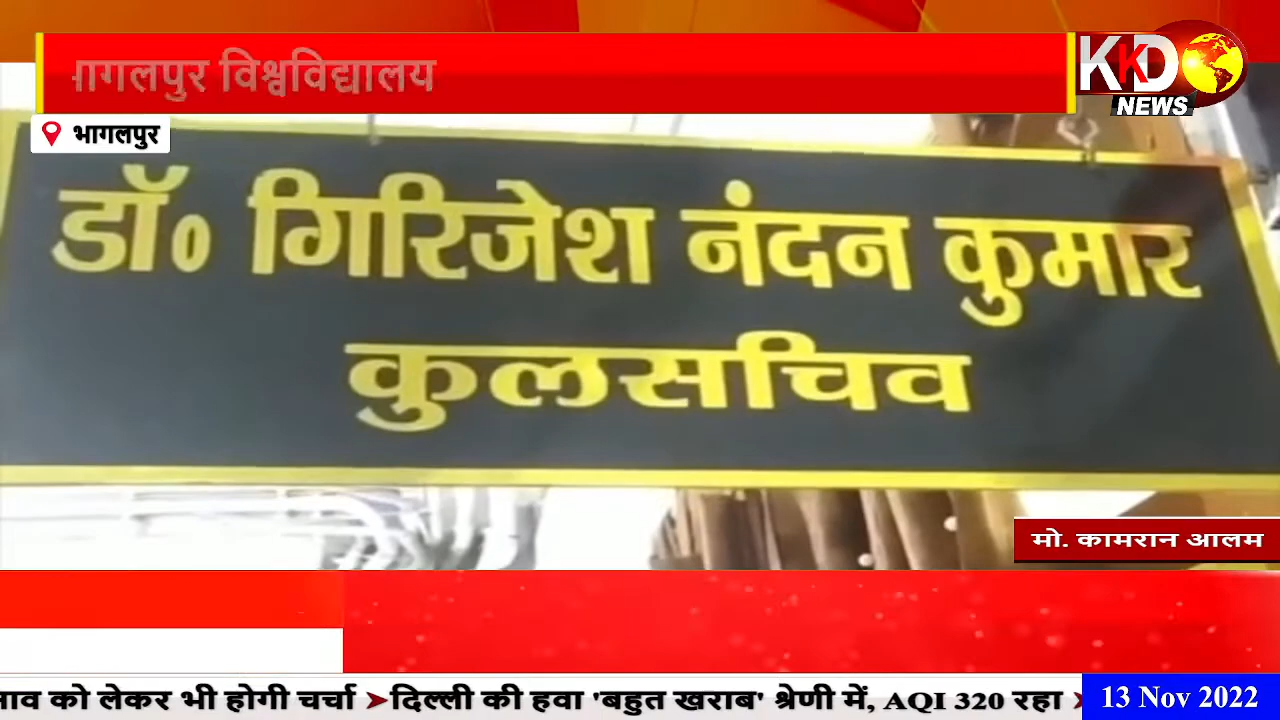 भागलपुर विश्वविद्यालय
KKD
NEWS
भागलपुर
डॉ० गिरिजेश नंदन कुमार
कुलसचिव
मो. कामरान आलम
को लेकर भी होगी चर्चा ➤दिल्ली की हवा 'बहुत खराब' श्रेणी में, AQI 320 रहा
13 Nov 2022